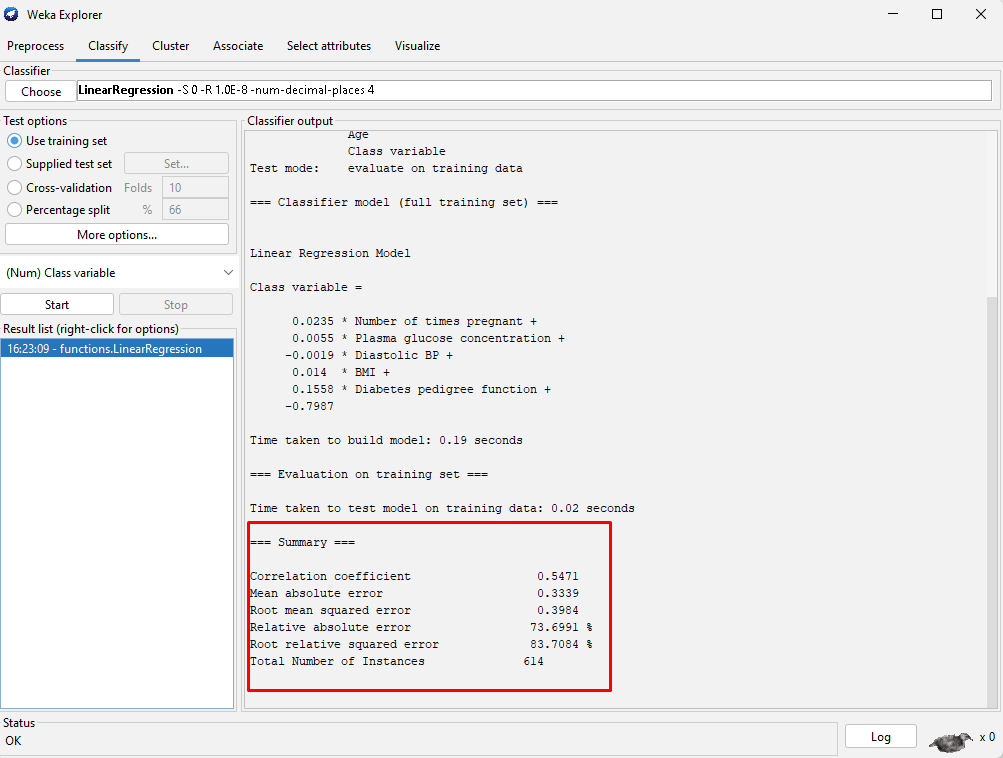 Weka Explorer
Preprocess Classify Cluster Associate Select attributes Visualize
Classifier
Choose LinearRegression -S 0 -R 1.0E-8 -num-decimal-places 4
Test options
Use training set
Supplied test set Set...
Cross-validation Folds 10
Percentage split % 66
More options...
(Num) Class variable
Start Stop
Result list (right-click for options)
16:23:09 - functions.LinearRegression
Classifier output
Age
Class variable
Test mode: evaluate on training data
=== Classifier model (full training set) ===
Linear Regression Model
Class variable =
0.0235 * Number of times pregnant +
0.0055 * Plasma glucose concentration +
-0.0019 * Diastolic BP +
0.014 * BMI +
0.1558 * Diabetes pedigree function +
-0.7987
Time taken to build model: 0.19 seconds
=== Evaluation on training set ===
Time taken to test model on training data: 0.02 seconds
=== Summary ===
Correlation coefficient 0.5471
Mean absolute error 0.3339
Root mean squared error 0.3984
Relative absolute error 73.6991 %
Root relative squared error 83.7084 %
Total Number of Instances 614
Status
OK
Log
x 0